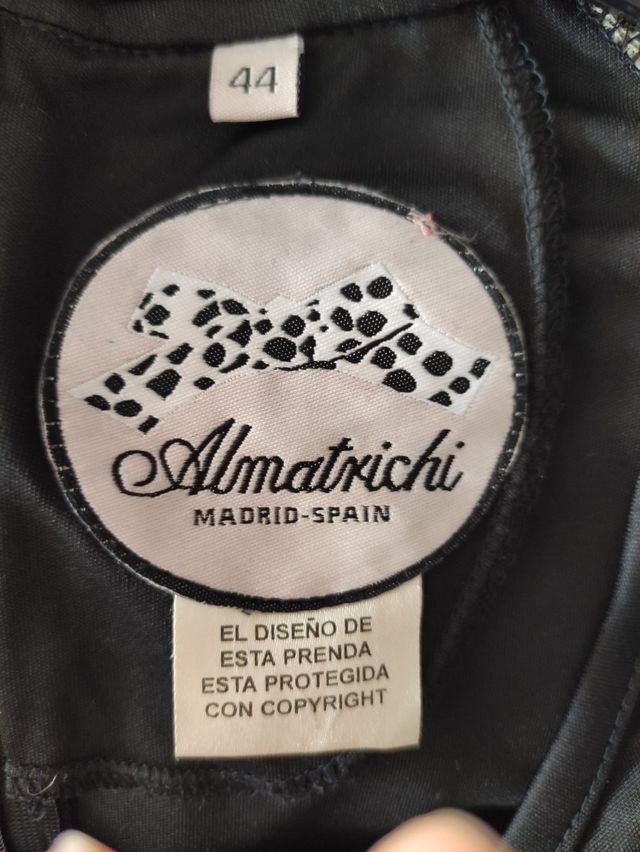 44
Almatrichi
MADRID-SPAIN
EL DISEÑO DE
ESTA PRENDA
ESTA PROTEGIDA
CON COPYRIGHT